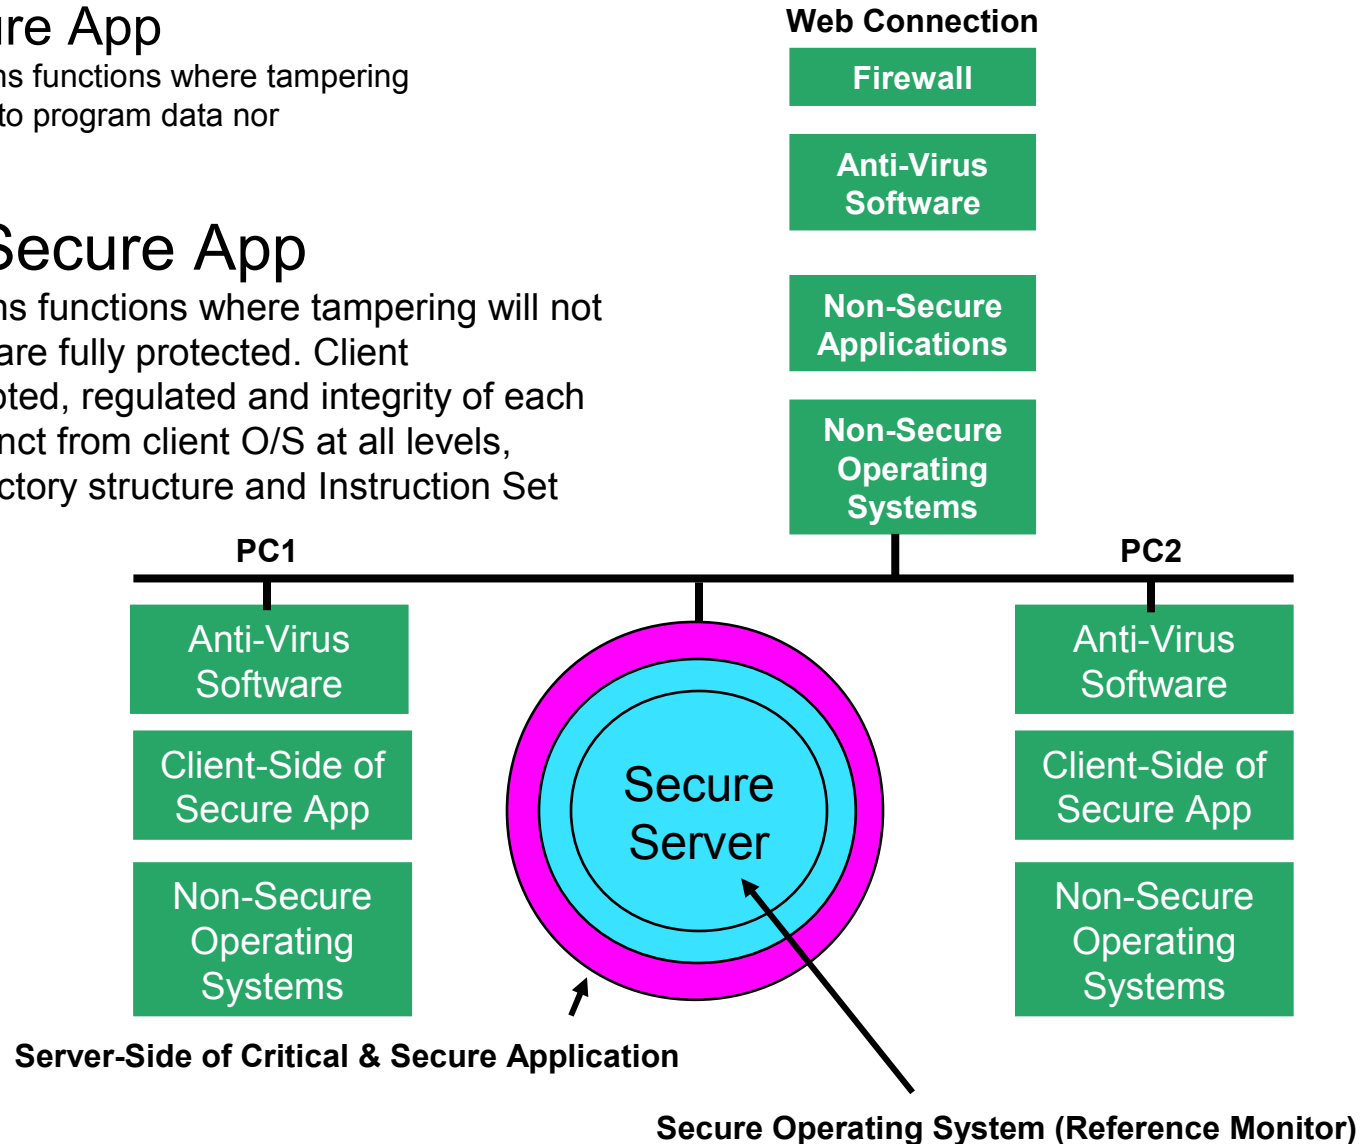 ure App
ns functions where tampering
to program data nor
Secure App
ns functions where tampering will not
are fully protected. Client
pted, regulated and integrity of each
nct from client O/S at all levels,
ctory structure and Instruction Set
Web Connection
Firewall
Anti-Virus
Software
Non-Secure
Applications
Non-Secure
Operating
Systems
PC1
PC2
Anti-Virus
Software
Client-Side of
Secure App
Non-Secure
Operating
Systems
Secure
Server
Anti-Virus
Software
Client-Side of
Secure App
Non-Secure
Operating
Systems
Server-Side of Critical & Secure Application
Secure Operating System (Reference Monitor)